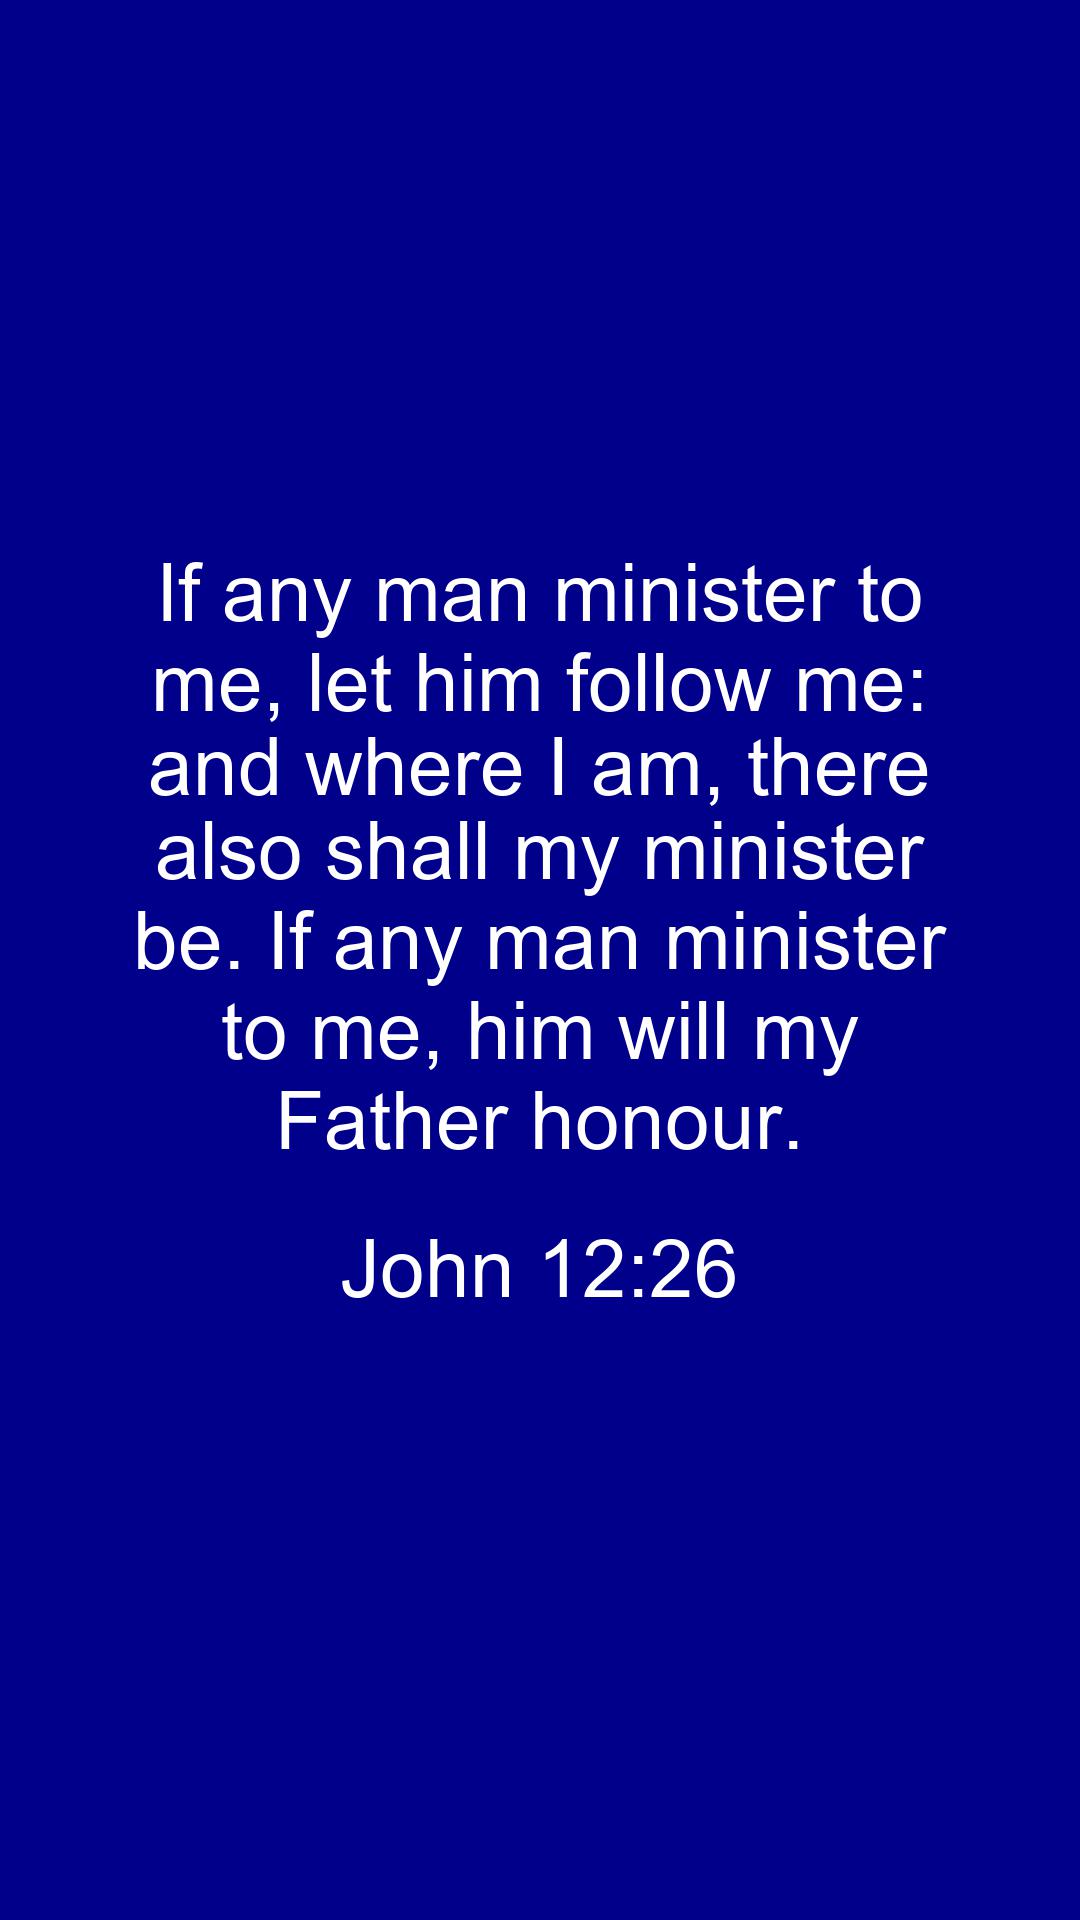 If any man minister to
me, let him follow me:
and where I am, there
also shall my minister
be. If any man minister
to me, him will my
Father honour.
John 12:26